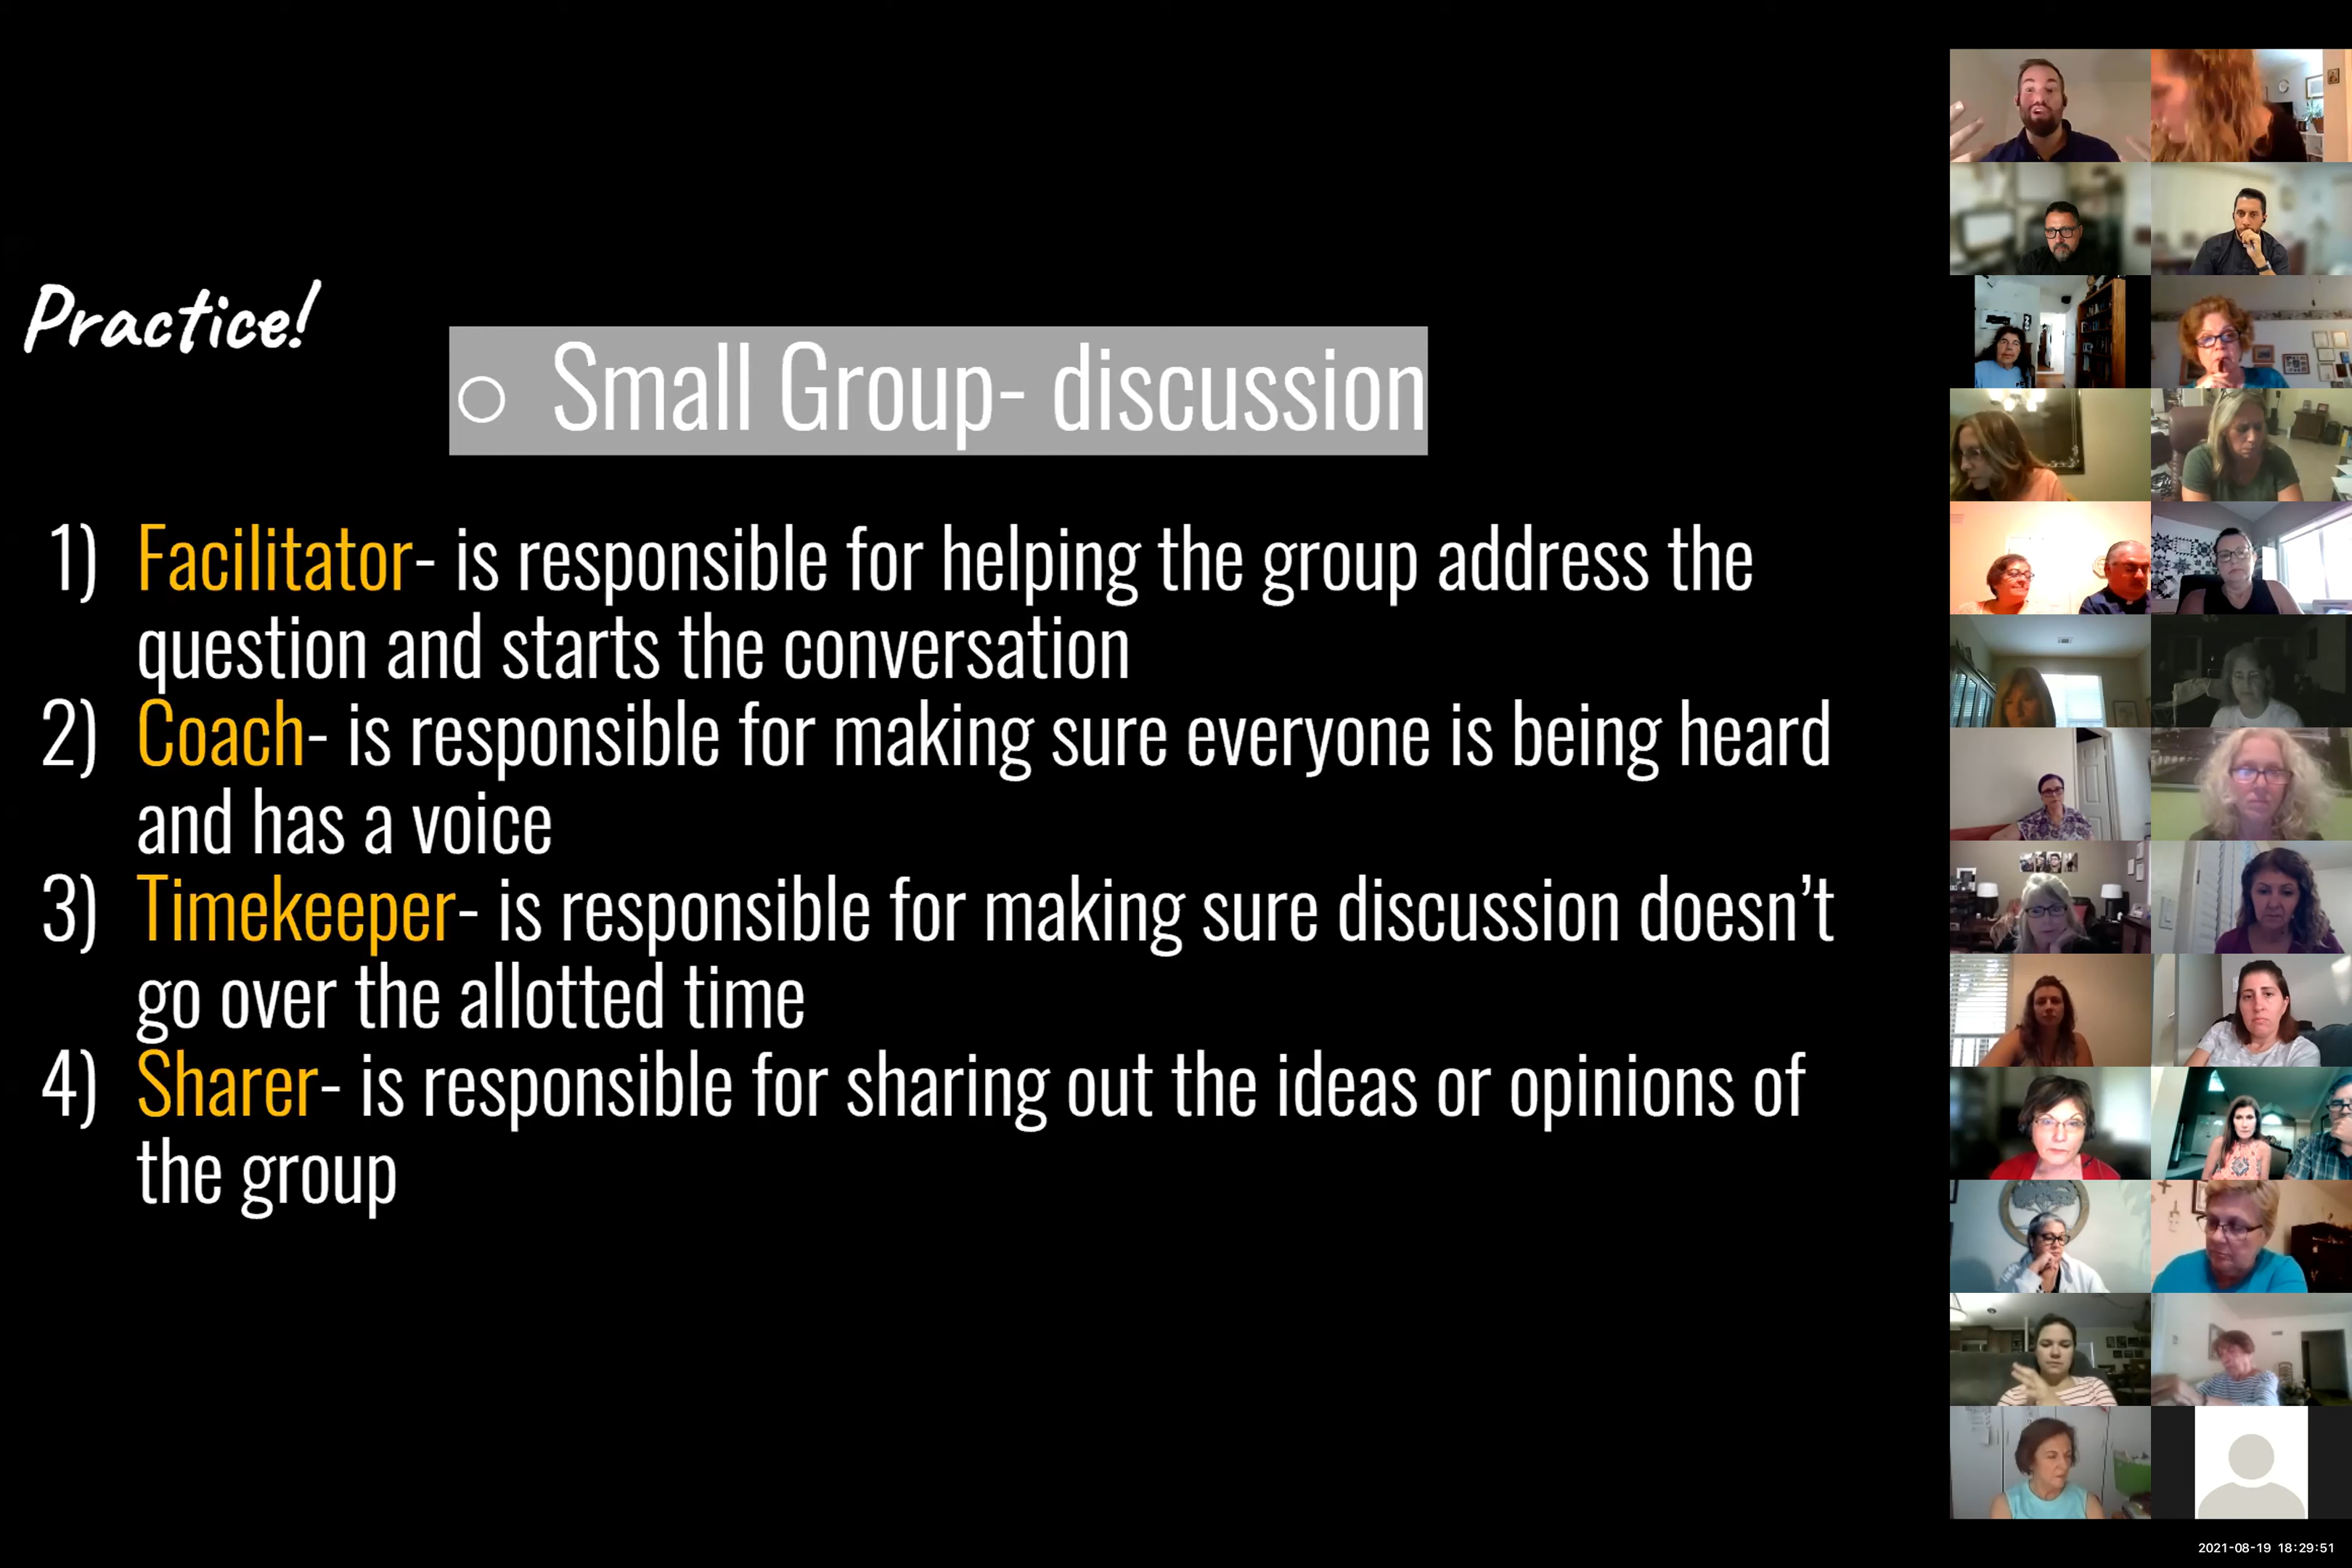 Practice!
○ Small Group- discussion
1) Facilitator- is responsible for helping the group address the
question and starts the conversation
2) Coach- is responsible for making sure everyone is being heard
and has a voice
3) Timekeeper- is responsible for making sure discussion doesn’t
go over the allotted time
4) Sharer- is responsible for sharing out the ideas or opinions of
the group
2021-08-19 18:29:51